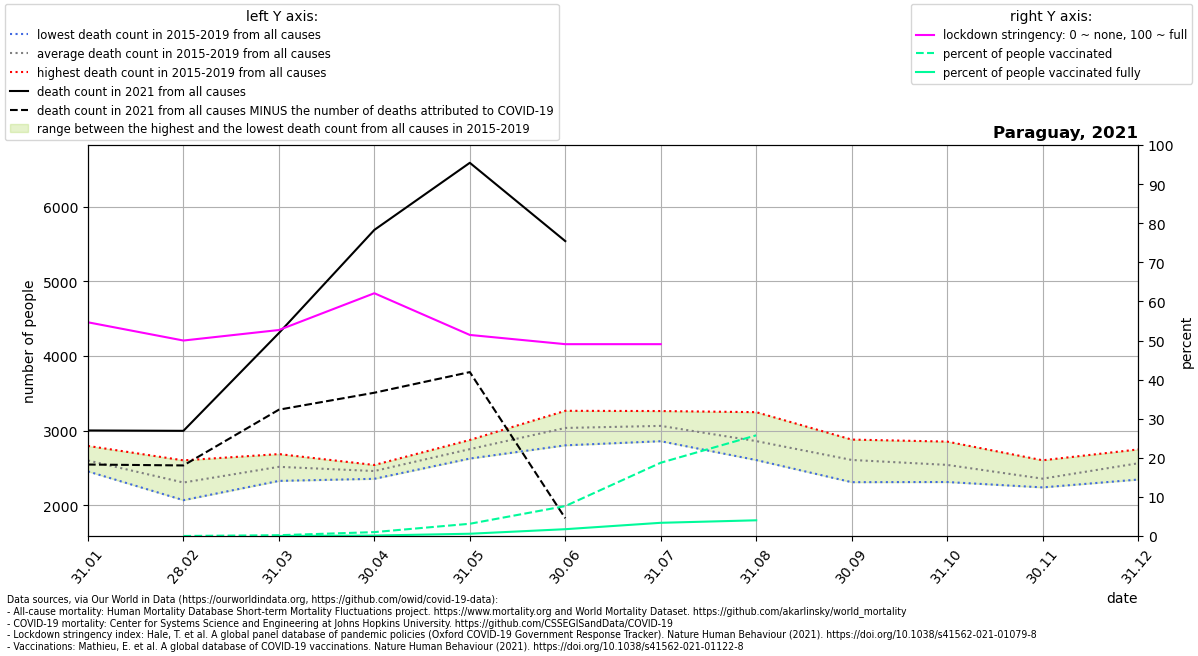 left Y axis:
lowest death count in 2015-2019 from all causes
average death count in 2015-2019 from all causes
highest death count in 2015-2019 from all causes
death count in 2021 from all causes
death count in 2021 from all causes MINUS the number of deaths attributed to COVID-19
range between the highest and the lowest death count from all causes in 2015-2019
right Y axis:
lockdown stringency: 0 ~ none, 100 ~ full
percent of people vaccinated
percent of people vaccinated fully
Paraguay, 2021
number of people
6000
5000
4000
3000
2000
100
90
80
70
60
50
40
30
20
10
0
percent
31.01
28.02
31.03
30.04
31.05
30.06
31.07
31.08
30.09
31.10
30.11
31.12
date
Data sources, via Our World in Data (https://ourworldindata.org, https://github.com/owid/covid-19-data):
- All-cause mortality: Human Mortality Database Short-term Mortality Fluctuations project. https://www.mortality.org and World Mortality Dataset. https://github.com/akarlinsky/world_mortality
- COVID-19 mortality: Center for Systems Science and Engineering at Johns Hopkins University. https://github.com/CSSEGISandData/COVID-19
- Lockdown stringency index: Hale, T. et al. A global panel database of pandemic policies (Oxford COVID-19 Government Response Tracker). Nature Human Behaviour (2021). https://doi.org/10.1038/s41562-021-01079-8
- Vaccinations: Mathieu, E. et al. A global database of COVID-19 vaccinations. Nature Human Behaviour (2021). https://doi.org/10.1038/s41562-021-01122-8